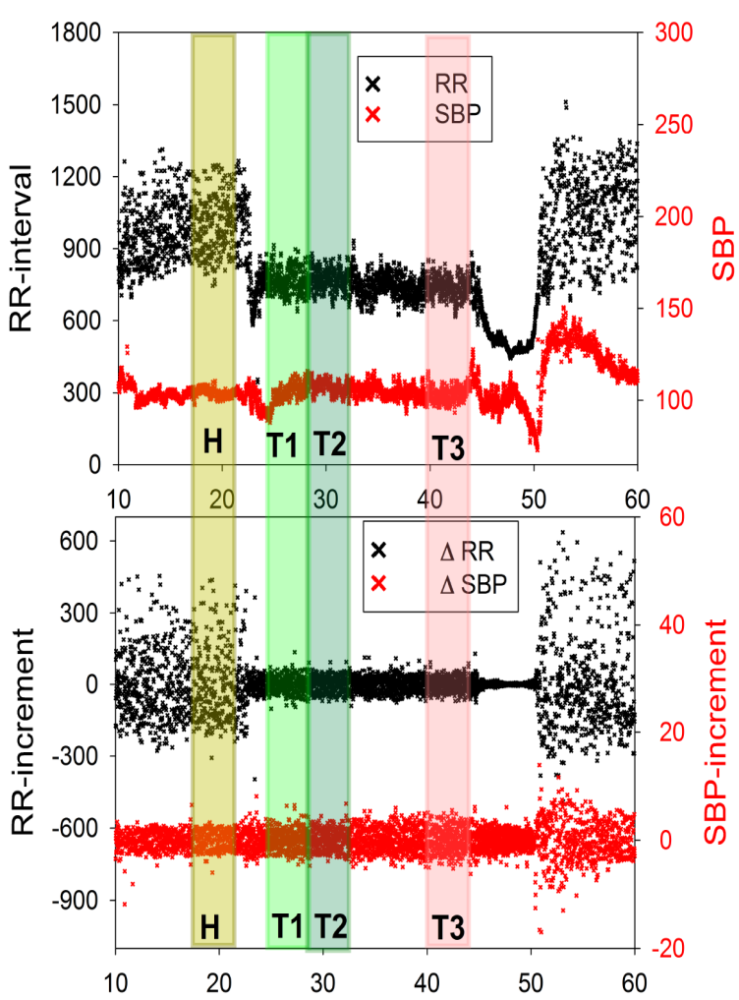 1800
1500
1200
900
600
300
0
RR-interval
300
250
200
150
100
SBP
RR
SBP
H
T1
T2
T3
10
20
30
40
50
60
600
300
0
-300
-600
-900
RR-increment
60
40
20
0
-20
SBP-increment
Δ RR
Δ SBP
H
T1
T2
T3
10
20
30
40
50
60